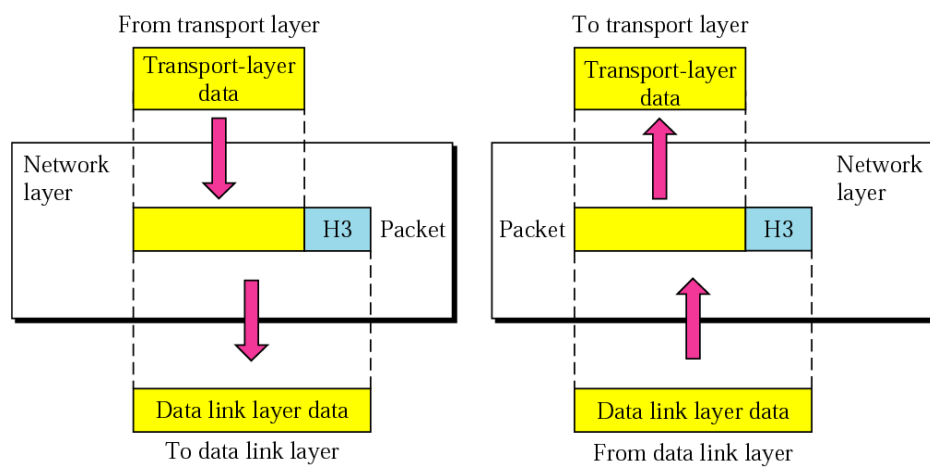 From transport layer
Transport-layer
data
Network
layer
H3
Packet
Data link layer data
To data link layer
To transport layer
Transport-layer
data
Network
layer
Packet
H3
Data link layer data
From data link layer